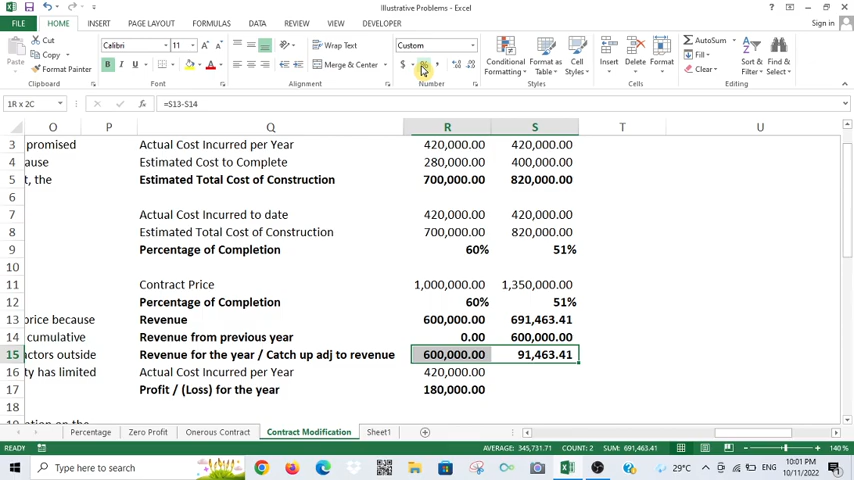 Illustrative Problems - Excel
FILE HOME INSERT PAGE LAYOUT FORMULAS DATA REVIEW VIEW DEVELOPER Sign in
Cut
Copy
Format Painter
Paste
Clipboard
Calibri 11
B I U
Font
Wrap Text
Merge & Center
Alignment
Custom
$ % ,
Number
Conditional Formatting
Format as Table
Cell Styles
Styles
Insert Delete Format
Cells
AutoSum
Fill
Clear
Sort & Filter
Find & Select
Editing
1R x 2C =S13-S14
O P Q R S T U
3 promised Actual Cost Incurred per Year 420,000.00 420,000.00
4 ause Estimated Cost to Complete 280,000.00 400,000.00
5 t, the Estimated Total Cost of Construction 700,000.00 820,000.00
6
7 Actual Cost Incurred to date 420,000.00 420,000.00
8 Estimated Total Cost of Construction 700,000.00 820,000.00
9 Percentage of Completion 60% 51%
10
11 Contract Price 1,000,000.00 1,350,000.00
12 Percentage of Completion 60% 51%
13 price because Revenue 600,000.00 691,463.41
14 cumulative Revenue from previous year 0.00 600,000.00
15 actors outside Revenue for the year / Catch up adj to revenue 600,000.00 91,463.41
16 ty has limited Actual Cost Incurred per Year 420,000.00
17 Profit / (Loss) for the year 180,000.00
18
Percentage Zero Profit Onerous Contract Contract Modification Sheet1
READY AVERAGE: 345,731.71 COUNT: 2 SUM: 691,463.41 140 %
Type here to search 29°C ENG 10:01 PM
10/11/2022